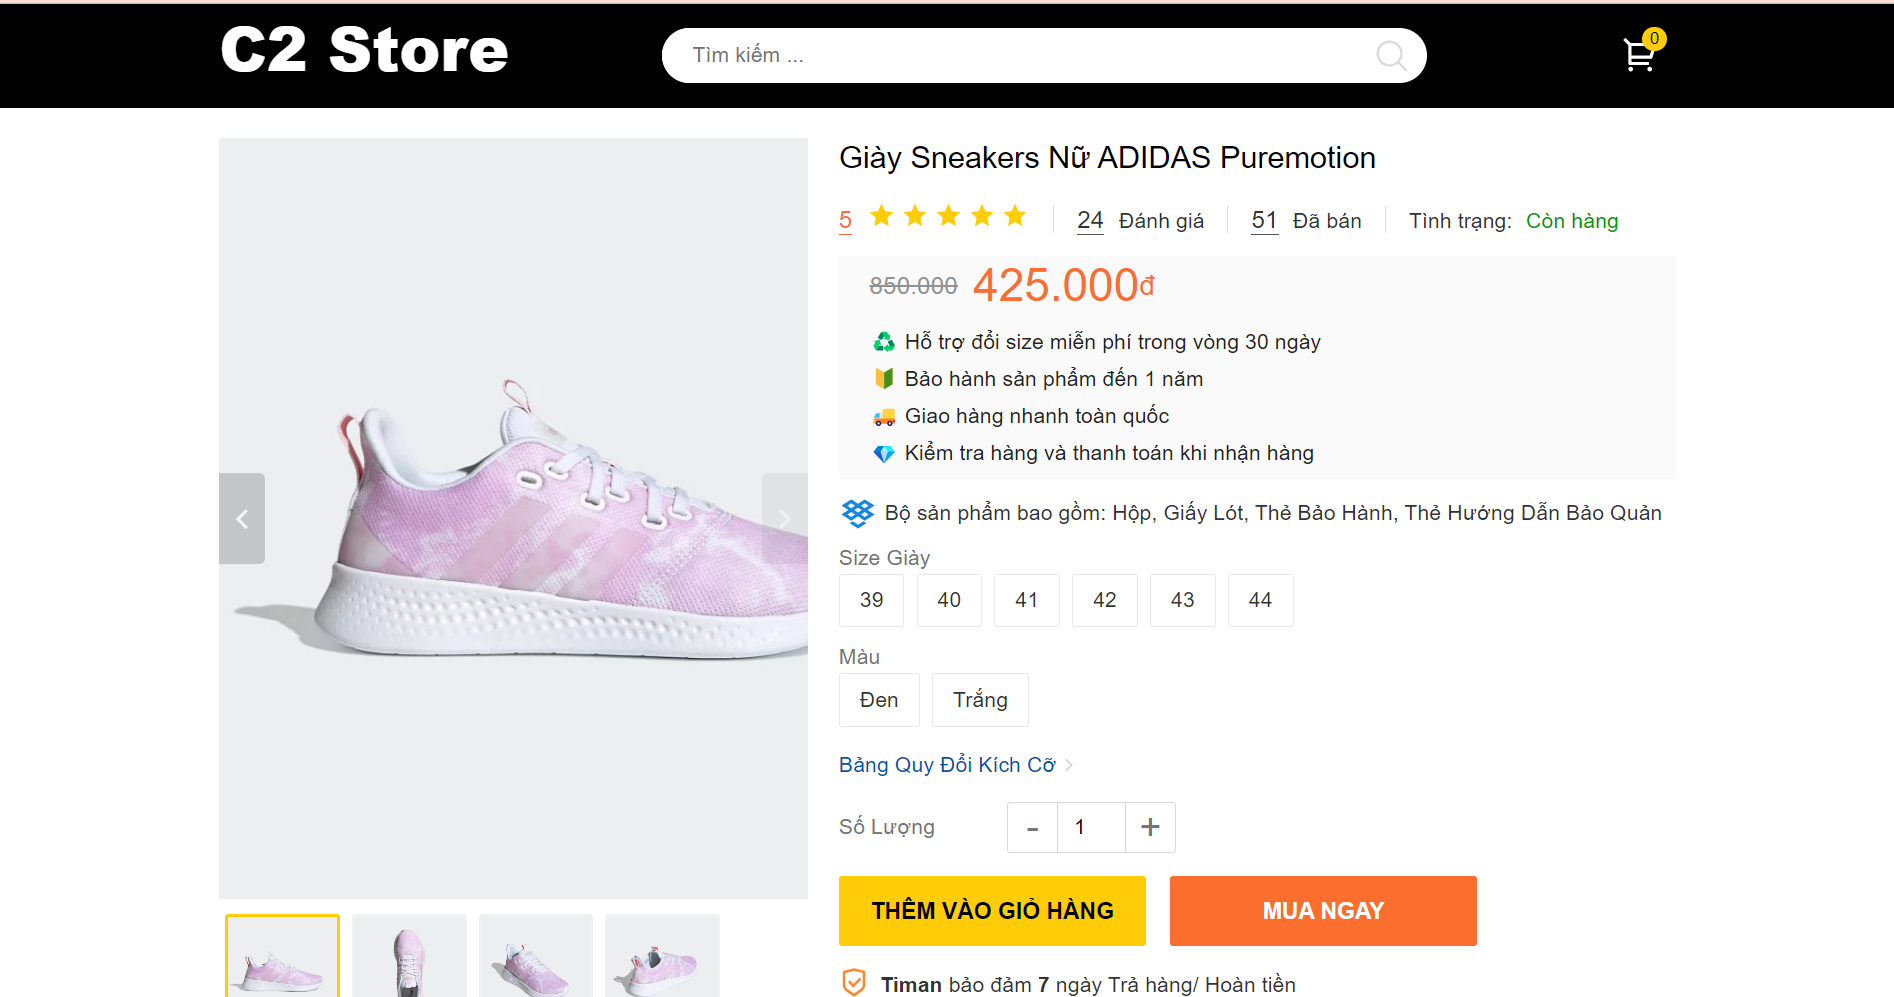 C2 Store
Tìm kiếm ...
0
Giày Sneakers Nữ ADIDAS Puremotion
5 24 Đánh giá 51 Đã bán Tình trạng: Còn hàng
850.000 425.000đ
Hỗ trợ đổi size miễn phí trong vòng 30 ngày
Bảo hành sản phẩm đến 1 năm
Giao hàng nhanh toàn quốc
Kiểm tra hàng và thanh toán khi nhận hàng
Bộ sản phẩm bao gồm: Hộp, Giấy Lót, Thẻ Bảo Hành, Thẻ Hướng Dẫn Bảo Quản
Size Giày
39 40 41 42 43 44
Màu
Đen Trắng
Bảng Quy Đổi Kích Cỡ
Số Lượng - 1 +
THÊM VÀO GIỎ HÀNG MUA NGAY
Timan bảo đảm 7 ngày Trả hàng/ Hoàn tiền